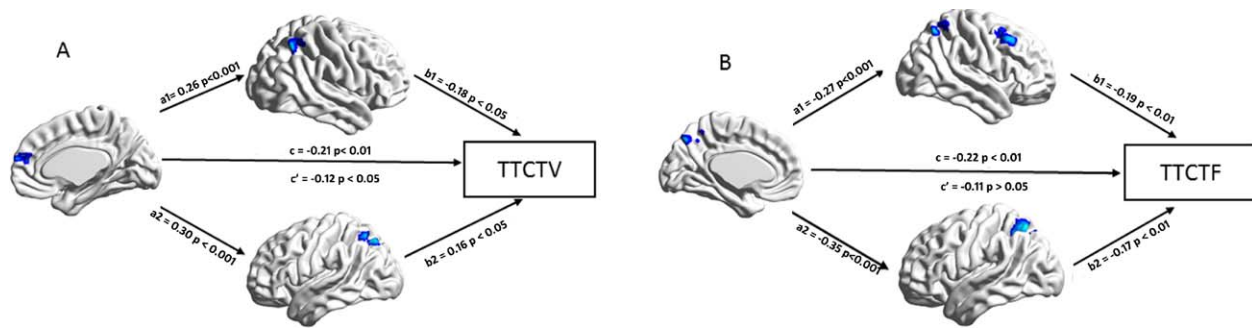 A
a1= 0.26 p<0.001
b1 = -0.18 p < 0.05
c = -0.21 p< 0.01
c' = -0.12 p < 0.05
TTCTV
a2 = 0.30 p < 0.001
b2 = 0.16 p < 0.05
B
a1 = -0.27 p<0.001
b1 = -0.19 p < 0.01
c = -0.22 p < 0.01
c' = -0.11 p > 0.05
TTCTF
a2 = -0.35 p<0.001
b2 = -0.17 p < 0.01